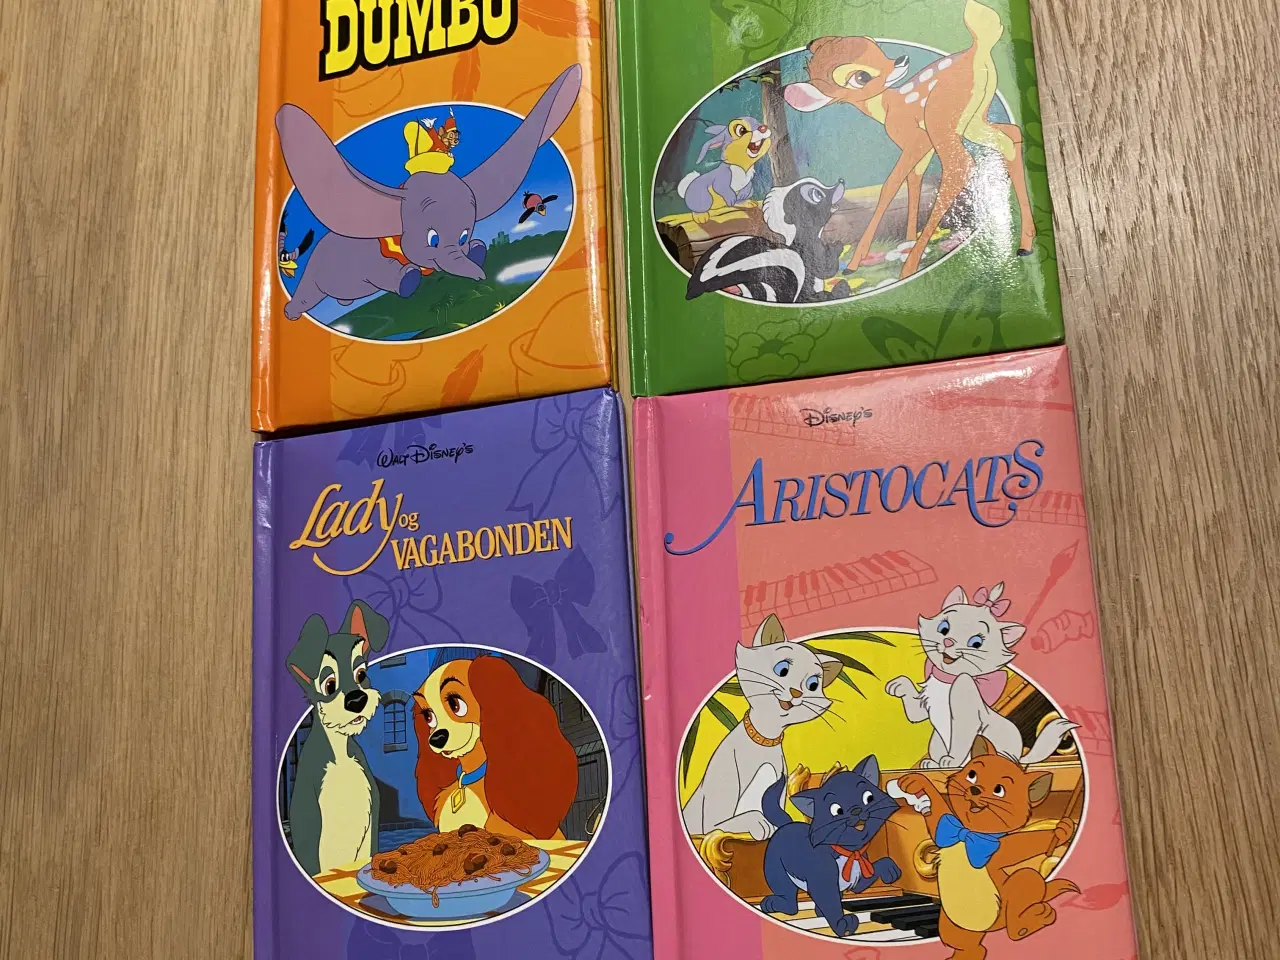 DUMBO
WALT DISNEY'S
Lady og
VAGABONDEN
DISNEY'S
ARISTOCATS